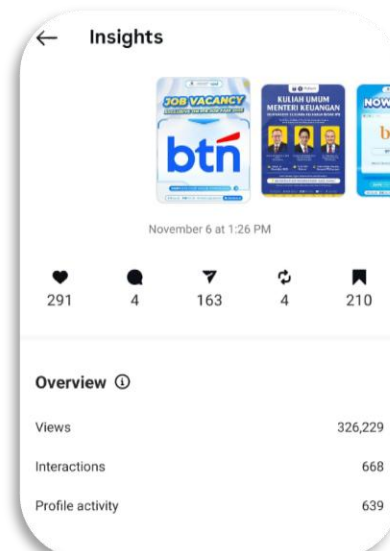 Insights
JOB VACANCY
btn
KULIAH UMUM
MENTERI KEUANGAN
NOW
b
November 6 at 1:26 PM
291 4 163 4 210
Overview
Views 326,229
Interactions 668
Profile activity 639